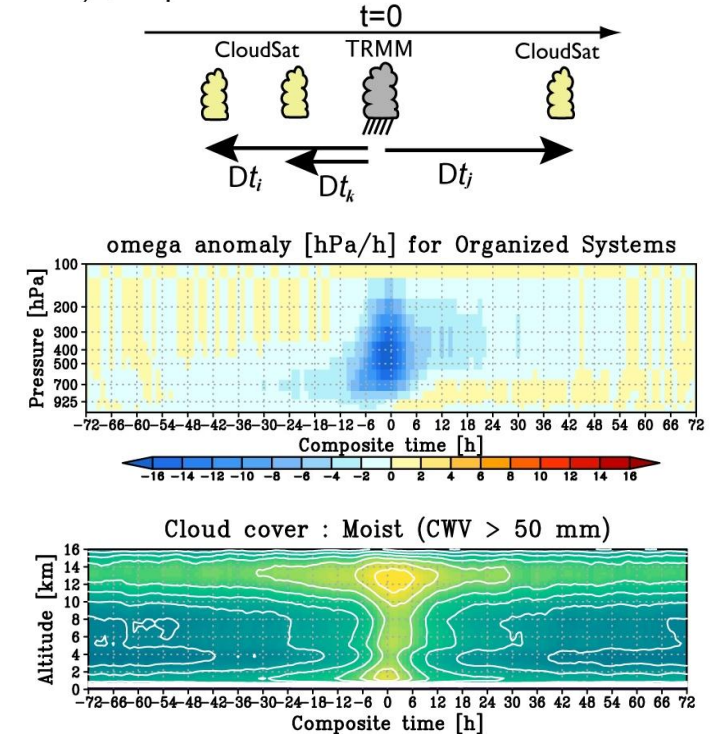 t=0
CloudSat TRMM CloudSat
Dti Dtk Dtj
omega anomaly [hPa/h] for Organized Systems
Pressure [hPa]
100
200
300
400
500
700
925
-72-66-60-54-48-42-36-30-24-18-12-6 0 6 12 18 24 30 36 42 48 54 60 66 72
Composite time [h]
-16 -14 -12 -10 -8 -6 -4 -2 0 2 4 6 8 10 12 14 16
Cloud cover : Moist (CWV > 50 mm)
Altitude [km]
16
14
12
10
8
6
4
2
0
-72-66-60-54-48-42-36-30-24-18-12-6 0 6 12 18 24 30 36 42 48 54 60 66 72
Composite time [h]